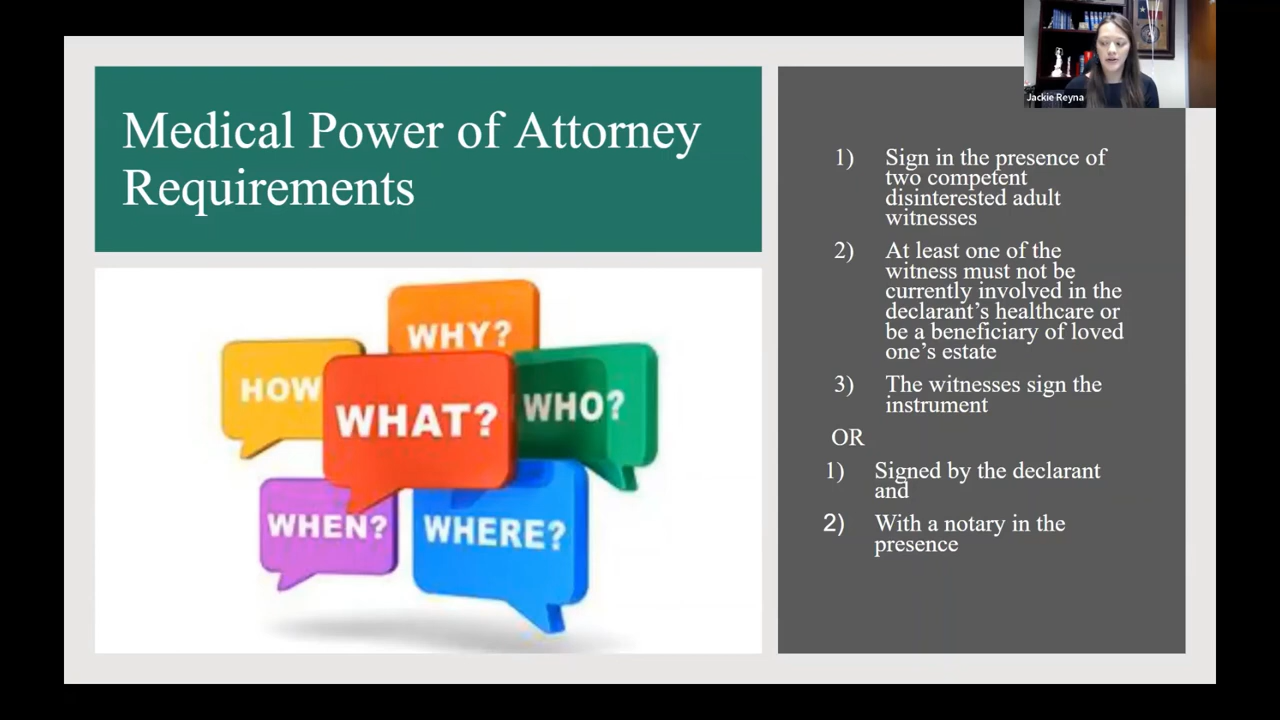 Jackie Reyna
Medical Power of Attorney
Requirements
WHY?
HOW
WHAT?
WHO?
WHEN?
WHERE?
1) Sign in the presence of
two competent
disinterested adult
witnesses
2) At least one of the
witness must not be
currently involved in the
declarant's healthcare or
be a beneficiary of loved
one's estate
3) The witnesses sign the
instrument
OR
1) Signed by the declarant
and
2) With a notary in the
presence